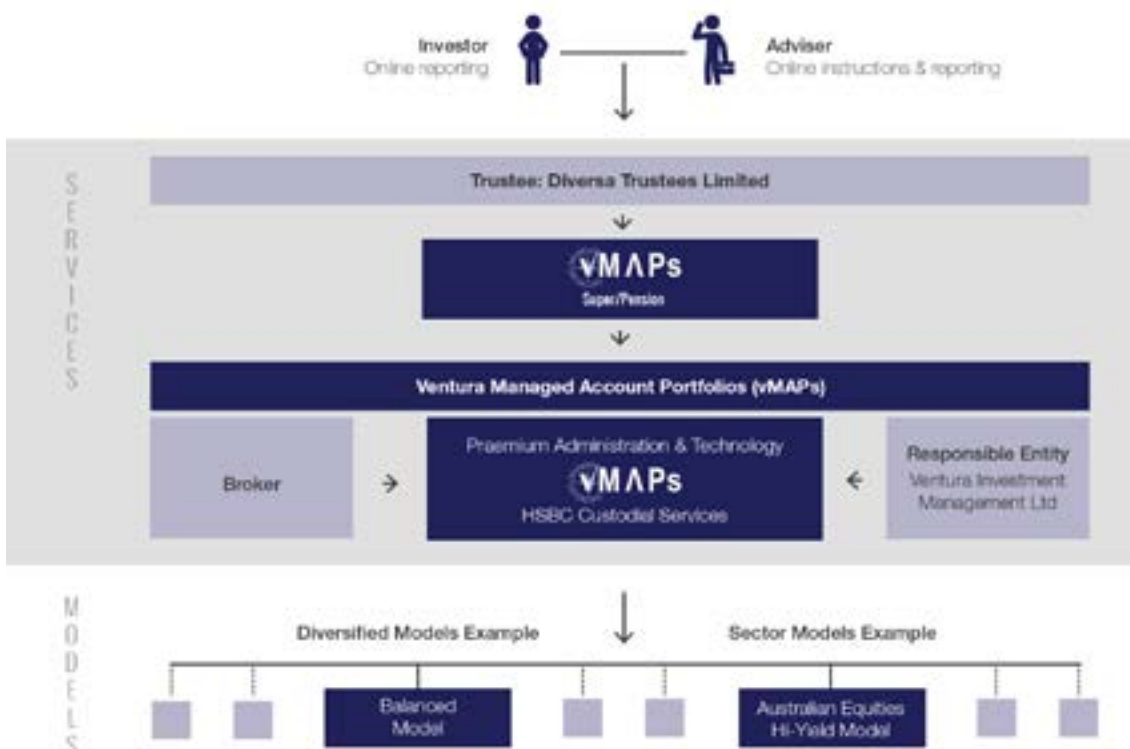 Investor
Online reporting
Adviser
Online instructions & reporting
SERVICES
Trustee: Diversa Trustees Limited
vMAPs
Super/Pension
Ventura Managed Account Portfolios (vMAPs)
Broker
Praemium Administration & Technology
vMAPs
HSBC Custodial Services
Responsible Entity
Ventura Investment
Management Ltd
MODELS
Diversified Models Example
Sector Models Example
Balanced
Model
Australian Equities
Hi-Yield Model